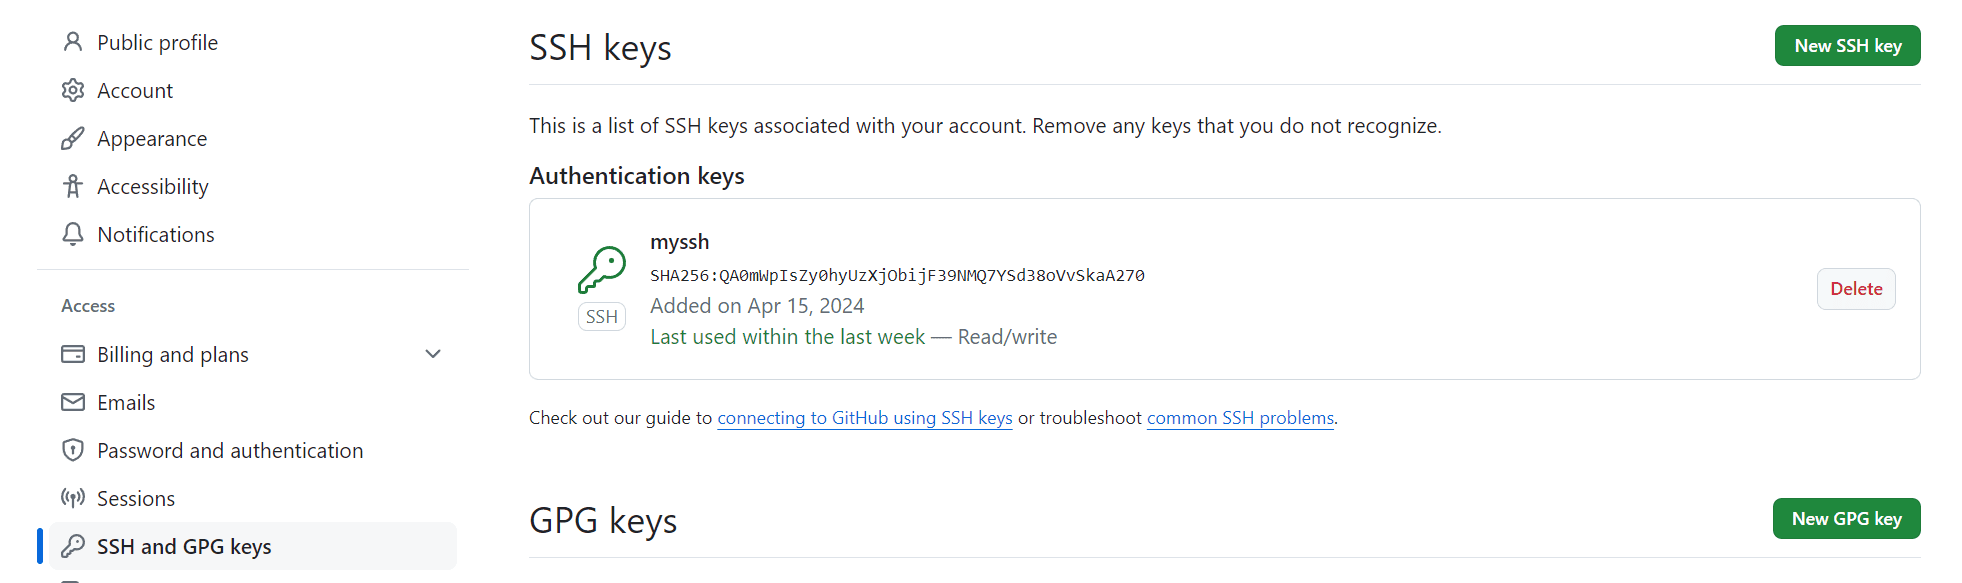 Public profile
Account
Appearance
Accessibility
Notifications
Access
Billing and plans
Emails
Password and authentication
Sessions
SSH and GPG keys
SSH keys
New SSH key
This is a list of SSH keys associated with your account. Remove any keys that you do not recognize.
Authentication keys
myssh
SHA256:QA0mWpIsZy0hyUzXjObijF39NMQ7YSd38oVvSkaA270
SSH
Added on Apr 15, 2024
Last used within the last week — Read/write
Delete
Check out our guide to connecting to GitHub using SSH keys or troubleshoot common SSH problems.
GPG keys
New GPG key